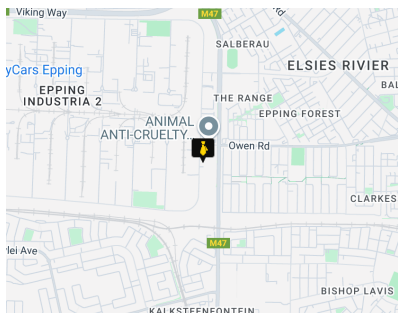 Viking Way
M47
SALBERAU
yCars Epping
ELSIES RIVIER
BAL
EPPING
INDUSTRIA 2
THE RANGE
EPPING FOREST
ANIMAL
ANTI-CRUELTY...
Owen Rd
CLARKES
M47
lei Ave
BISHOP LAVIS
KALKSTEENFONTEIN